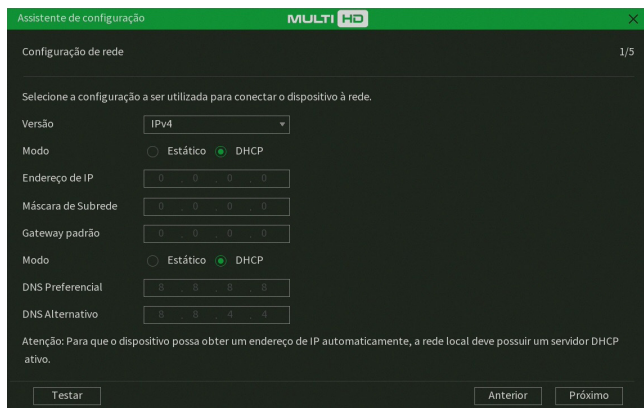 Assistente de configuração
MULTI HD
Configuração de rede 1/5
Selecione a configuração a ser utilizada para conectar o dispositivo à rede.
Versão IPv4
Modo Estático DHCP
Endereço de IP 0 . 0 . 0 . 0
Máscara de Subrede 0 . 0 . 0 . 0
Gateway padrão 0 . 0 . 0 . 0
Modo Estático DHCP
DNS Preferencial 8 . 8 . 8 . 8
DNS Alternativo 8 . 8 . 4 . 4
Atenção: Para que o dispositivo possa obter um endereço de IP automaticamente, a rede local deve possuir um servidor DHCP
ativo.
Testar Anterior Próximo